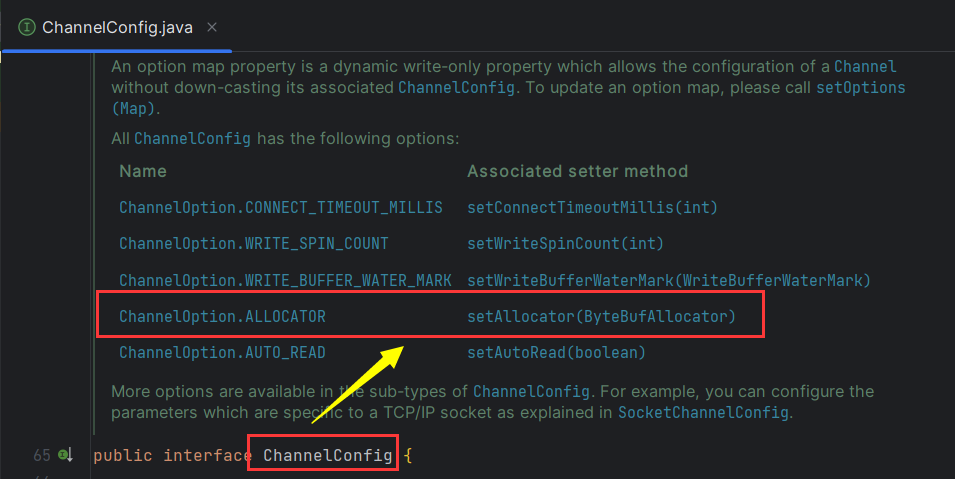 ChannelConfig.java
An option map property is a dynamic write-only property which allows the configuration of a Channel
without down-casting its associated ChannelConfig. To update an option map, please call setOptions
(Map).
All ChannelConfig has the following options:
Name Associated setter method
ChannelOption.CONNECT_TIMEOUT_MILLIS setConnectTimeoutMillis(int)
ChannelOption.WRITE_SPIN_COUNT setWriteSpinCount(int)
ChannelOption.WRITE_BUFFER_WATER_MARK setWriteBufferWaterMark(WriteBufferWaterMark)
ChannelOption.ALLOCATOR setAllocator(ByteBufAllocator)
ChannelOption.AUTO_READ setAutoRead(boolean)
More options are available in the sub-types of ChannelConfig. For example, you can configure the
parameters which are specific to a TCP/IP socket as explained in SocketChannelConfig.
65 public interface ChannelConfig {